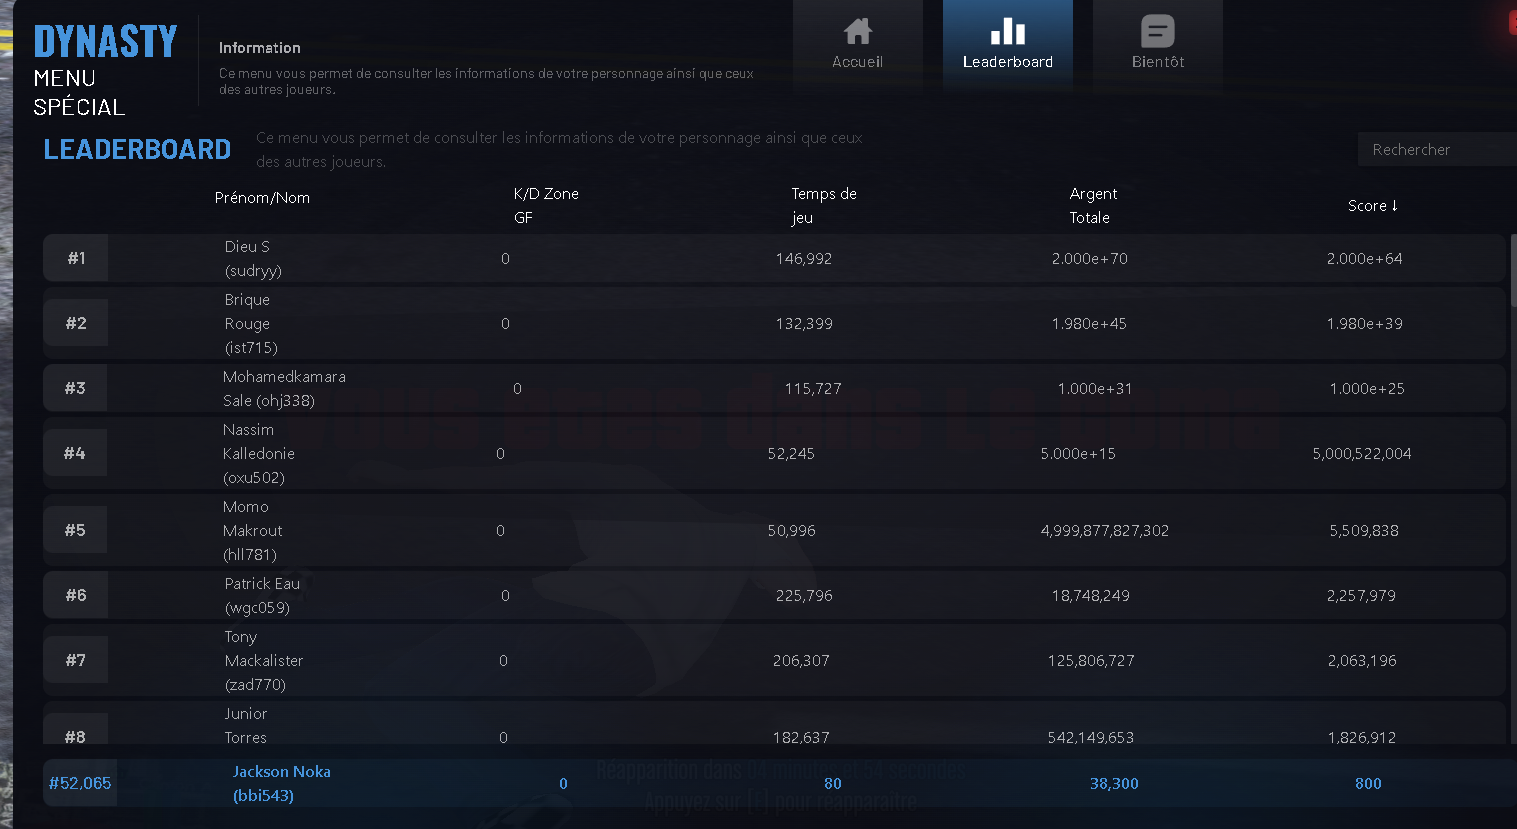 DYNASTY
MENU
SPÉCIAL
Information
Ce menu vous permet de consulter les informations de votre personnage ainsi que ceux
des autres joueurs.
Accueil
Leaderboard
Bientôt
LEADERBOARD
Ce menu vous permet de consulter les informations de votre personnage ainsi que ceux
des autres joueurs.
Rechercher
Prénom/Nom
K/D Zone
GF
Temps de
jeu
Argent
Totale
Score ↓
#1
Dieu S
(sudryy)
0
146,992
2.000e+70
2.000e+64
#2
Brique
Rouge
(ist715)
0
132,399
1.980e+45
1.980e+39
#3
Mohamedkamara
Sale (ohj338)
0
115,727
1.000e+31
1.000e+25
#4
Nassim
Kalledonie
(oxu502)
0
52,245
5.000e+15
5,000,522,004
#5
Momo
Makrout
(hll781)
0
50,996
4,999,877,827,302
5,509,838
#6
Patrick Eau
(wgc059)
0
225,796
18,748,249
2,257,979
#7
Tony
Mackalister
(zad770)
0
206,307
125,806,727
2,063,196
#8
Junior
Torres
0
182,637
542,149,653
1,826,912
#52,065
Jackson Noka
(bbi543)
0
80
38,300
800
Réapparition dans 04 minutes et 54 secondes
Appuyez sur [E] pour réapparaître